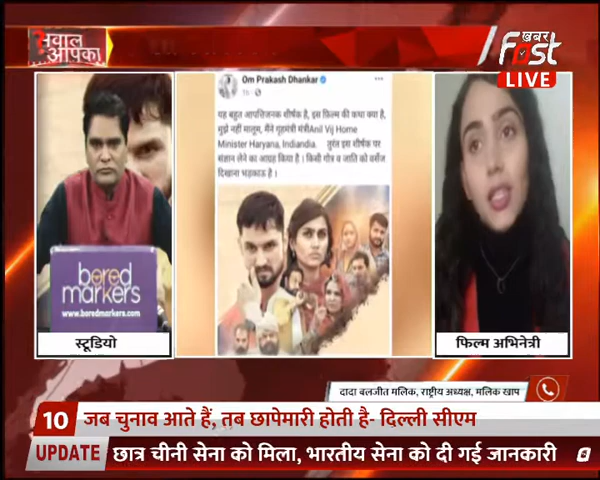 सवाल आपका
ख़बर
Fast
LIVE
Om Prakash Dhankar
1h
यह बहुत आपत्तिजनक शीर्षक है, इस फ़िल्म की कथा क्या है,
मुझे नहीं मालूम, मैंने गृहमंत्री मंत्रीAnil Vij Home
Minister Haryana, Indiandia. तुरंत इस शीर्षक पर
संज्ञान लेने का आग्रह किया है। किसी गोत्र व जाति को वर्सेज
दिखाना भड़काऊ है।
bored
markers
www.boredmarkers.com
स्टूडियो
फिल्म अभिनेत्री
दादा बलजीत मलिक, राष्ट्रीय अध्यक्ष, मलिक खाप
10 जब चुनाव आते हैं, तब छापेमारी होती है- दिल्ली सीएम
UPDATE छात्र चीनी सेना को मिला, भारतीय सेना को दी गई जानकारी